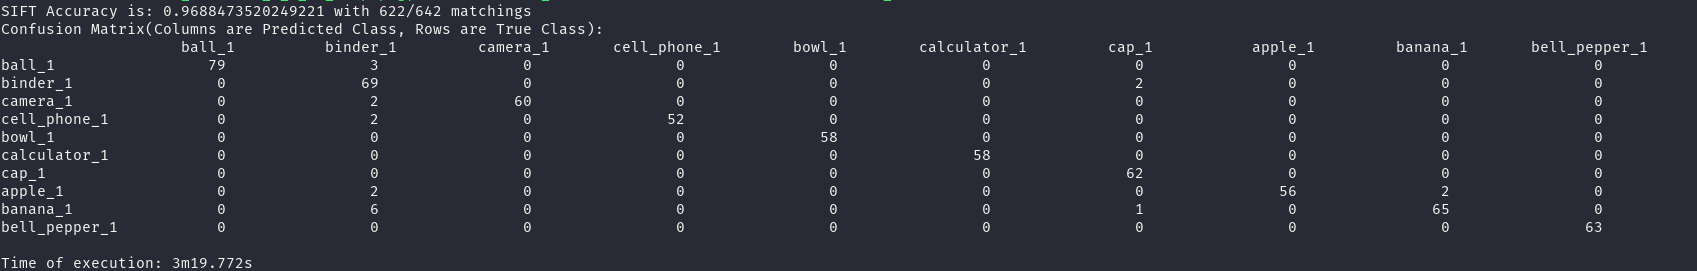 SIFT Accuracy is: 0.9688473520249221 with 622/642 matchings
Confusion Matrix(Columns are Predicted Class, Rows are True Class):
ball_1 binder_1 camera_1 cell_phone_1 bowl_1 calculator_1 cap_1 apple_1 banana_1 bell_pepper_1
ball_1 79 3 0 0 0 0 0 0 0 0
binder_1 0 69 0 0 0 0 2 0 0 0
camera_1 0 2 60 0 0 0 0 0 0 0
cell_phone_1 0 2 0 52 0 0 0 0 0 0
bowl_1 0 0 0 0 58 0 0 0 0 0
calculator_1 0 0 0 0 0 58 0 0 0 0
cap_1 0 0 0 0 0 0 62 0 0 0
apple_1 0 2 0 0 0 0 0 56 2 0
banana_1 0 6 0 0 0 0 1 0 65 0
bell_pepper_1 0 0 0 0 0 0 0 0 0 63
Time of execution: 3m19.772s